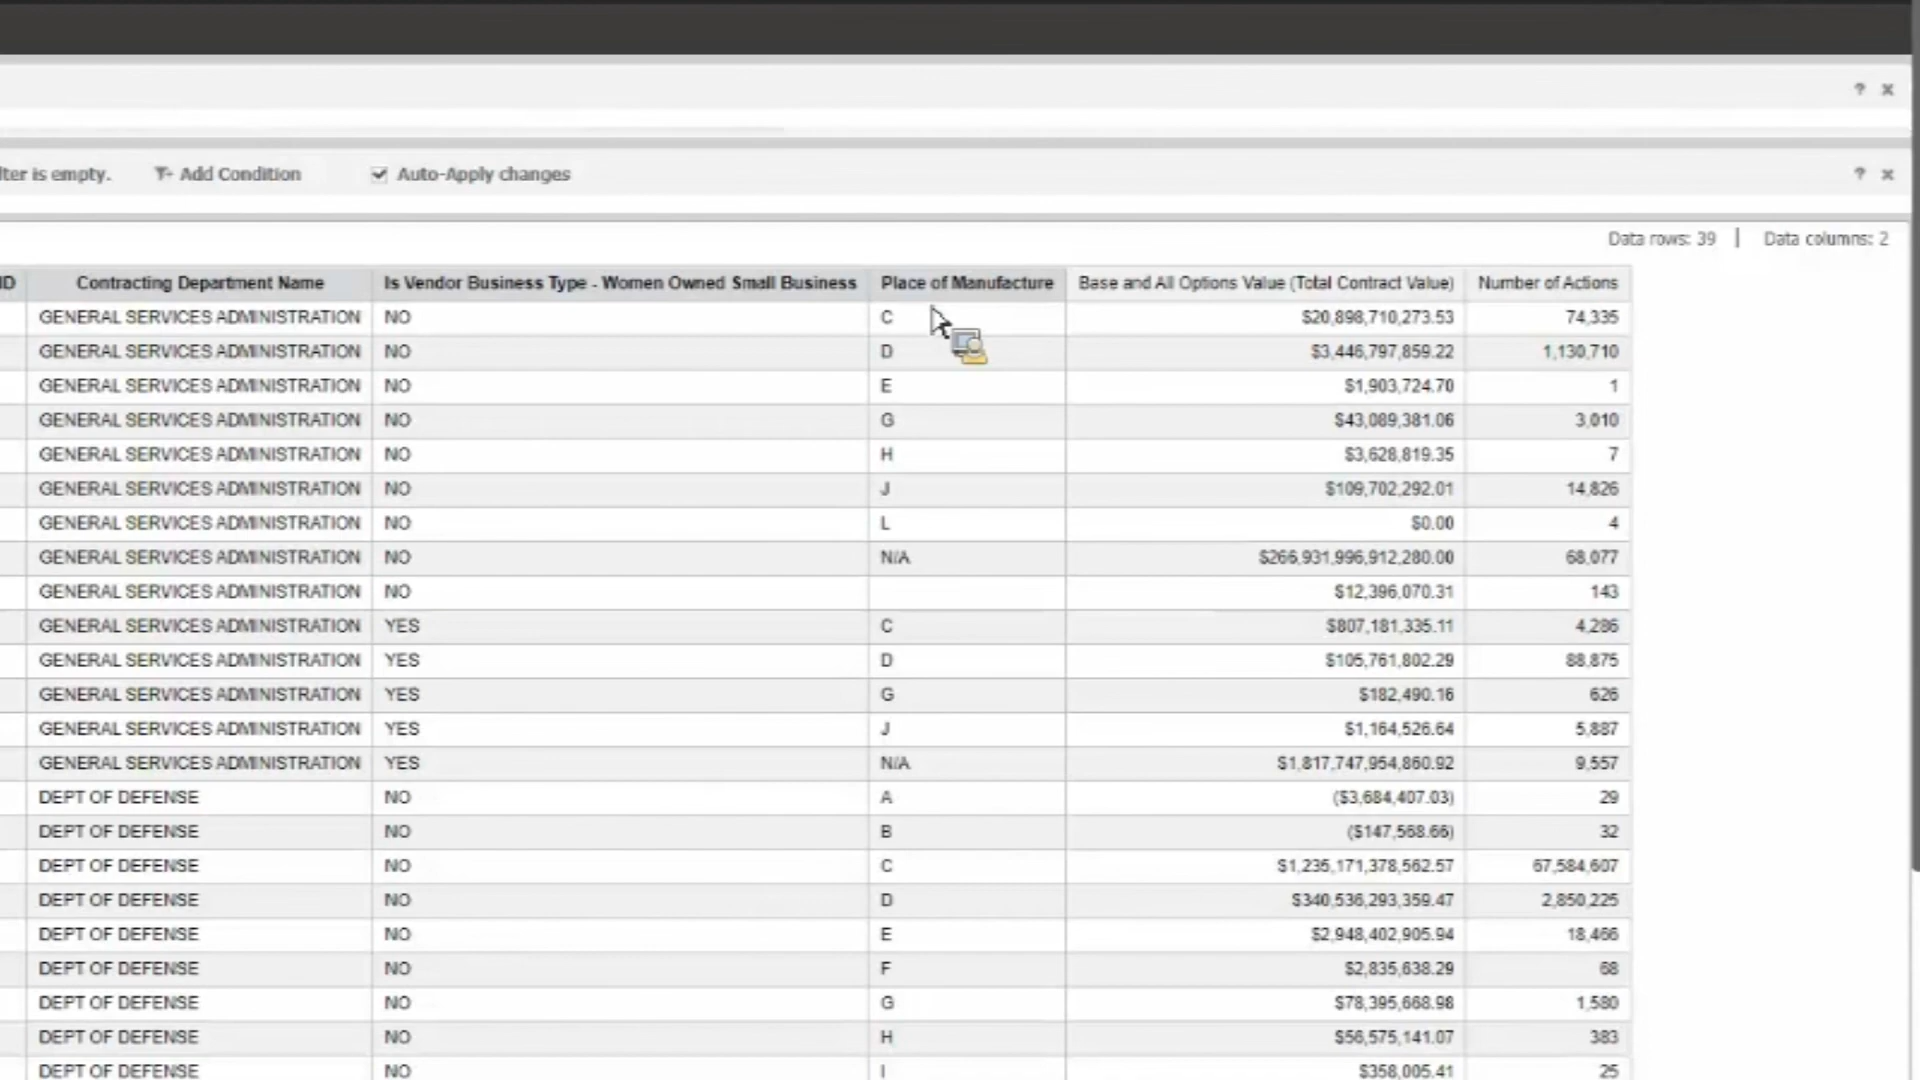 ? x
lter is empty. Add Condition Auto-Apply changes ? x
Data rows: 39 | Data columns: 2
ID Contracting Department Name Is Vendor Business Type - Women Owned Small Business Place of Manufacture Base and All Options Value (Total Contract Value) Number of Actions
GENERAL SERVICES ADMINISTRATION NO C $20,898,710,273.53 74,335
GENERAL SERVICES ADMINISTRATION NO D $3,446,797,859.22 1,130,710
GENERAL SERVICES ADMINISTRATION NO E $1,903,724.70 1
GENERAL SERVICES ADMINISTRATION NO G $43,089,381.06 3,010
GENERAL SERVICES ADMINISTRATION NO H $3,628,819.35 7
GENERAL SERVICES ADMINISTRATION NO J $109,702,292.01 14,826
GENERAL SERVICES ADMINISTRATION NO L $0.00 4
GENERAL SERVICES ADMINISTRATION NO N/A $266,931,996,912,280.00 68,077
GENERAL SERVICES ADMINISTRATION NO $12,396,070.31 143
GENERAL SERVICES ADMINISTRATION YES C $807,181,335.11 4,286
GENERAL SERVICES ADMINISTRATION YES D $105,761,802.29 88,875
GENERAL SERVICES ADMINISTRATION YES G $182,490.16 626
GENERAL SERVICES ADMINISTRATION YES J $1,164,526.64 5,887
GENERAL SERVICES ADMINISTRATION YES N/A $1,817,747,954,860.92 9,557
DEPT OF DEFENSE NO A ($3,684,407.03) 29
DEPT OF DEFENSE NO B ($147,568.66) 32
DEPT OF DEFENSE NO C $1,235,171,378,562.57 67,584,607
DEPT OF DEFENSE NO D $340,536,293,359.47 2,850,225
DEPT OF DEFENSE NO E $2,948,402,905.94 18,466
DEPT OF DEFENSE NO F $2,835,638.29 68
DEPT OF DEFENSE NO G $78,395,668.98 1,580
DEPT OF DEFENSE NO H $56,575,141.07 383
DEPT OF DEFENSE NO I $358,005.41 25